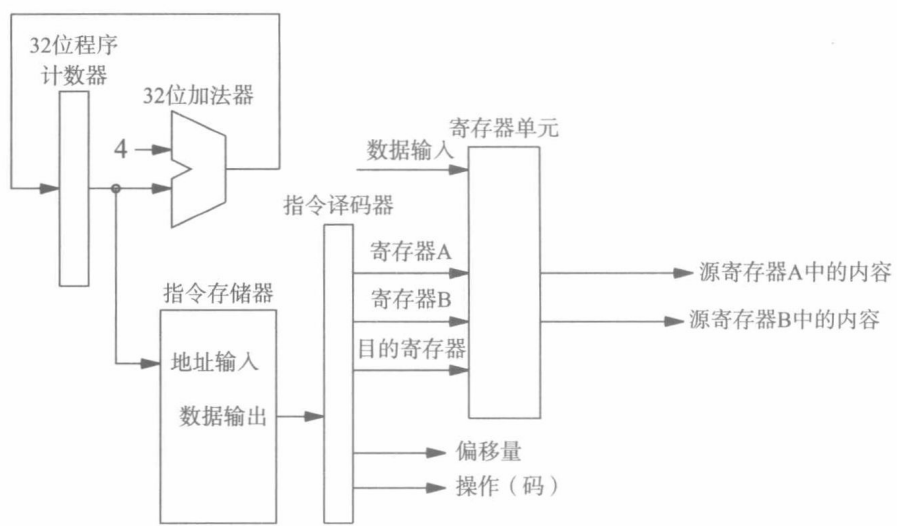 32位程序
计数器
32位加法器
4
寄存器单元
数据输入
指令译码器
寄存器A
寄存器B
目的寄存器
源寄存器A中的内容
源寄存器B中的内容
指令存储器
地址输入
数据输出
偏移量
操作（码）